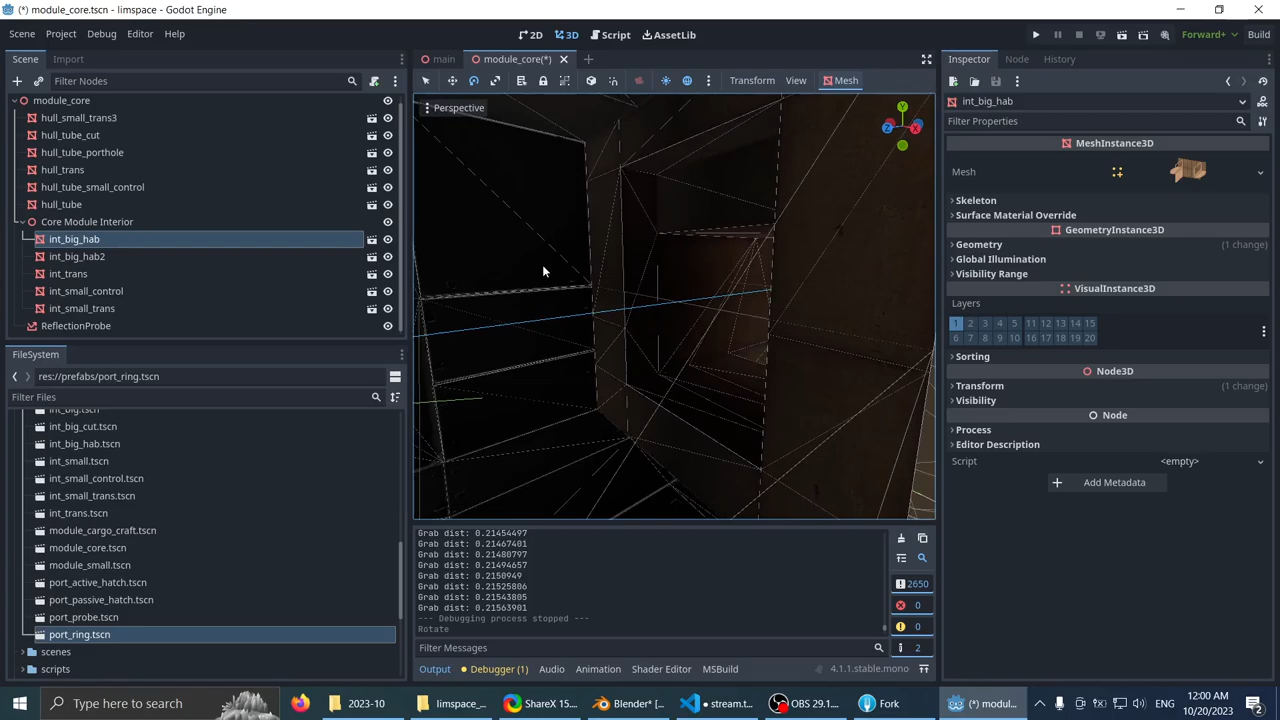 (*) module_core.tscn - limspace - Godot Engine
Scene Project Debug Editor Help
2D 3D Script AssetLib
Forward+ Build
Scene Import
Filter Nodes
module_core
hull_small_trans3
hull_tube_cut
hull_tube_porthole
hull_trans
hull_tube_small_control
hull_tube
Core Module Interior
int_big_hab
int_big_hab2
int_trans
int_small_control
int_small_trans
ReflectionProbe
FileSystem
res://prefabs/port_ring.tscn
Filter Files
int_big.tscn
int_big_cut.tscn
int_big_hab.tscn
int_small.tscn
int_small_control.tscn
int_small_trans.tscn
int_trans.tscn
module_cargo_craft.tscn
module_core.tscn
module_small.tscn
port_active_hatch.tscn
port_passive_hatch.tscn
port_probe.tscn
port_ring.tscn
scenes
scripts
main module_core(*)
Transform View Mesh
Perspective
Y
Z X
Grab dist: 0.21454497
Grab dist: 0.21467401
Grab dist: 0.21480797
Grab dist: 0.21494657
Grab dist: 0.2150949
Grab dist: 0.21525806
Grab dist: 0.21543805
Grab dist: 0.21563901
--- Debugging process stopped ---
Rotate
2650
0
0
2
Filter Messages
Output Debugger (1) Audio Animation Shader Editor MSBuild
4.1.1.stable.mono
Inspector Node History
int_big_hab
Filter Properties
MeshInstance3D
Mesh
Skeleton
Surface Material Override
GeometryInstance3D
Geometry (1 change)
Global Illumination
Visibility Range
VisualInstance3D
Layers
1 2 3 4 5 11 12 13 14 15
6 7 8 9 10 16 17 18 19 20
Sorting
Node3D
Transform (1 change)
Visibility
Node
Process
Editor Description
Script <empty>
Add Metadata
Type here to search
2023-10
limspace_...
ShareX 15....
Blender* [...
● stream.t...
OBS 29.1...
Fork
(*) modul...
ENG
12:00 AM
10/20/2023
2